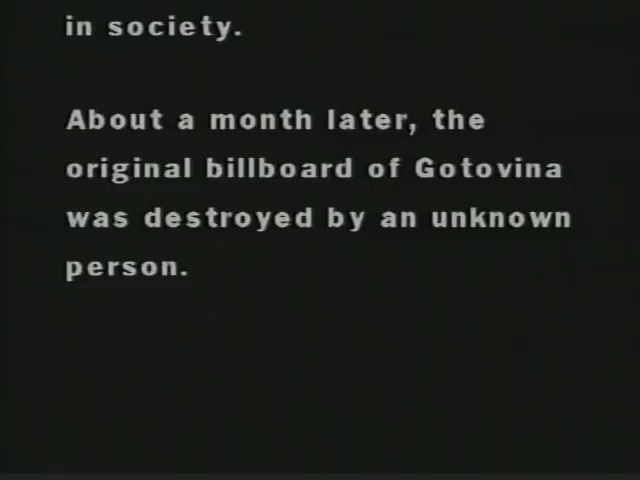 in society.
About a month later, the
original billboard of Gotovina
was destroyed by an unknown
person.